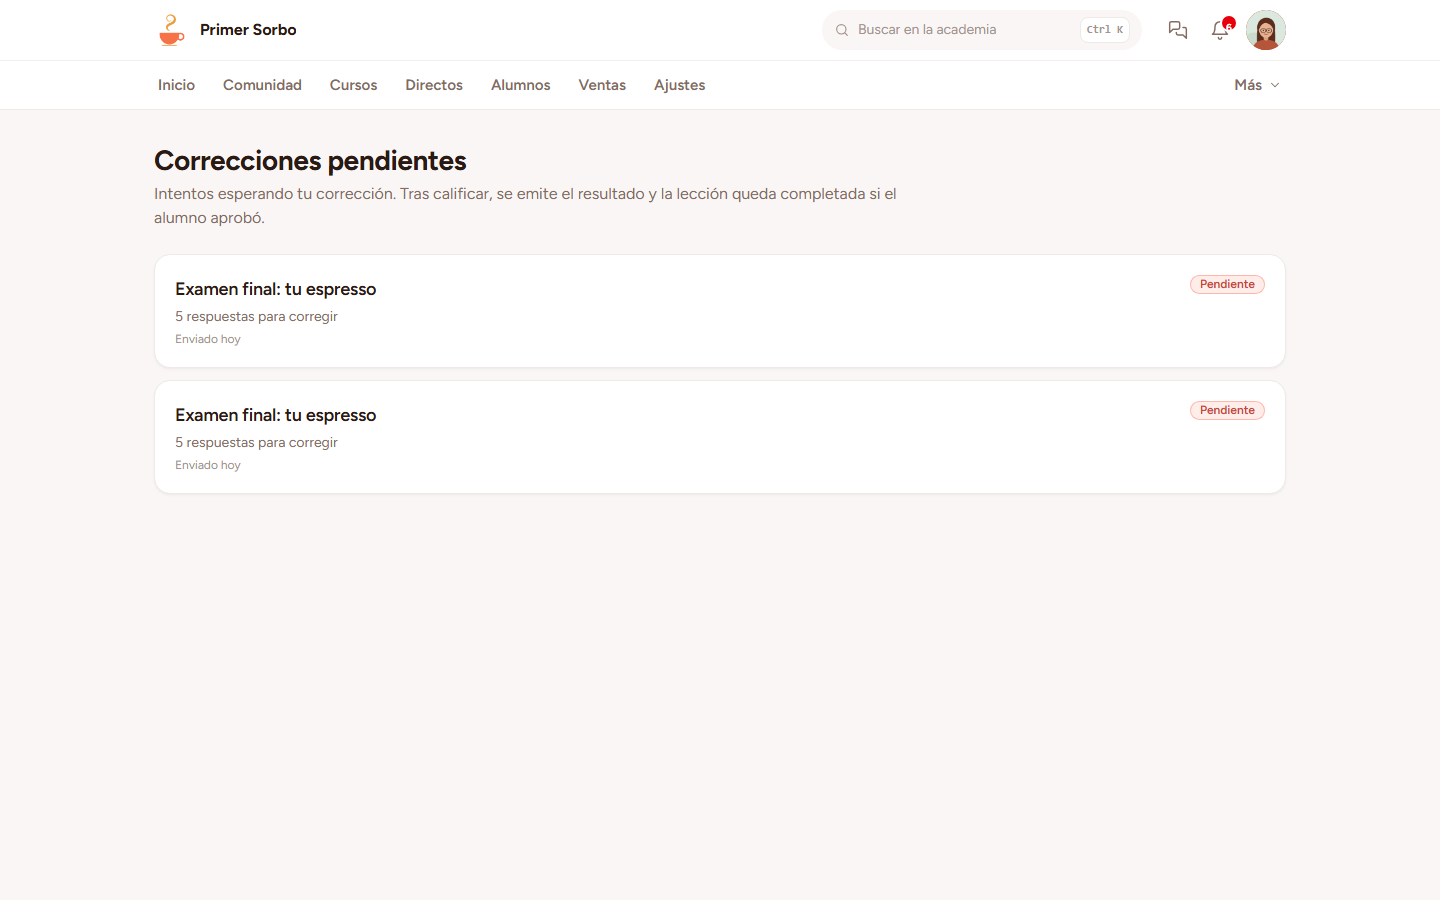 Primer Sorbo
Buscar en la academia
Ctrl K
Inicio
Comunidad
Cursos
Directos
Alumnos
Ventas
Ajustes
Más
Correcciones pendientes
Intentos esperando tu corrección. Tras calificar, se emite el resultado y la lección queda completada si el
alumno aprobó.
Examen final: tu espresso
Pendiente
5 respuestas para corregir
Enviado hoy
Examen final: tu espresso
Pendiente
5 respuestas para corregir
Enviado hoy